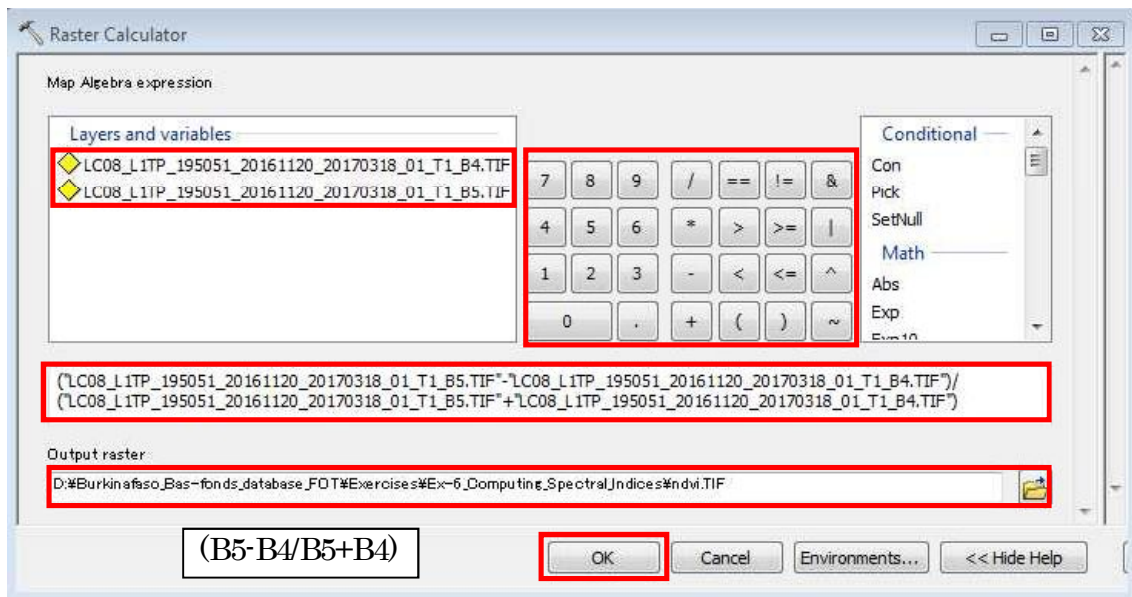 Raster Calculator
Map Algebra expression
Layers and variables
LC08_L1TP_195051_20161120_20170318_01_T1_B4.TIF
LC08_L1TP_195051_20161120_20170318_01_T1_B5.TIF
7 8 9 / == != &
4 5 6 * > >= |
1 2 3 - < <= ^
0 . + ( ) ~
Conditional
Con
Pick
SetNull
Math
Abs
Exp
Exp10
("LC08_L1TP_195051_20161120_20170318_01_T1_B5.TIF"-"LC08_L1TP_195051_20161120_20170318_01_T1_B4.TIF")/
("LC08_L1TP_195051_20161120_20170318_01_T1_B5.TIF"+"LC08_L1TP_195051_20161120_20170318_01_T1_B4.TIF")
Output raster
D:¥Burkinafaso_Bas-fonds_database_FOT¥Exercises¥Ex-6_Computing_Spectral_Indices¥ndvi.TIF
(B5-B4/B5+B4)
OK Cancel Environments... << Hide Help